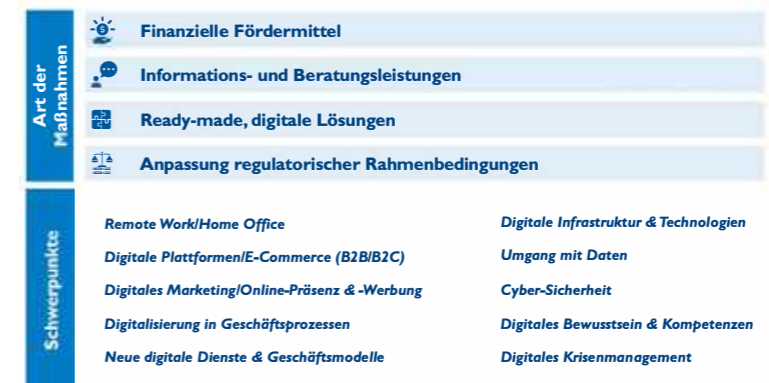 Art der
Maßnahmen
Finanzielle Fördermittel
Informations- und Beratungsleistungen
Ready-made, digitale Lösungen
Anpassung regulatorischer Rahmenbedingungen
Schwerpunkte
Remote Work/Home Office
Digitale Plattformen/E-Commerce (B2B/B2C)
Digitales Marketing/Online-Präsenz & -Werbung
Digitalisierung in Geschäftsprozessen
Neue digitale Dienste & Geschäftsmodelle
Digitale Infrastruktur & Technologien
Umgang mit Daten
Cyber-Sicherheit
Digitales Bewusstsein & Kompetenzen
Digitales Krisenmanagement